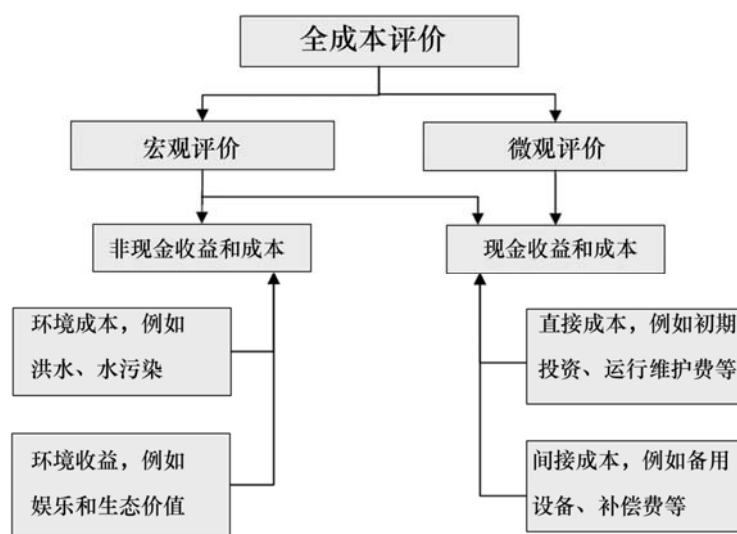 全成本评价
宏观评价
微观评价
非现金收益和成本
现金收益和成本
环境成本，例如
洪水、水污染
直接成本，例如初期
投资、运行维护费等
环境收益，例如
娱乐和生态价值
间接成本，例如备用
设备、补偿费等